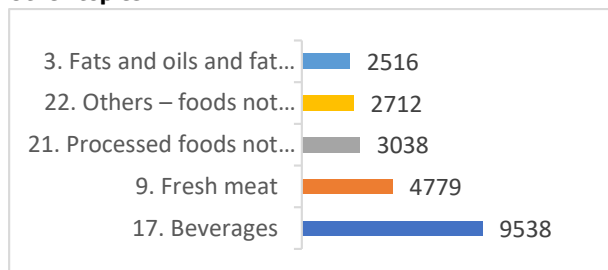 3. Fats and oils and fat... 2516
22. Others – foods not... 2712
21. Processed foods not... 3038
9. Fresh meat 4779
17. Beverages 9538